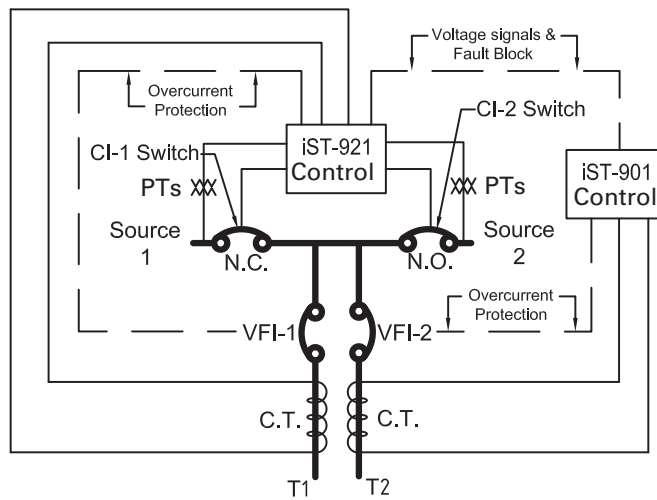 Voltage signals &
Fault Block
Overcurrent
Protection
CI-2 Switch
iST-921
Control
CI-1 Switch
iST-901
Control
PTs
PTs
Source
1
Source
2
N.C.
N.O.
Overcurrent
Protection
VFI-1
VFI-2
C.T.
C.T.
T1
T2